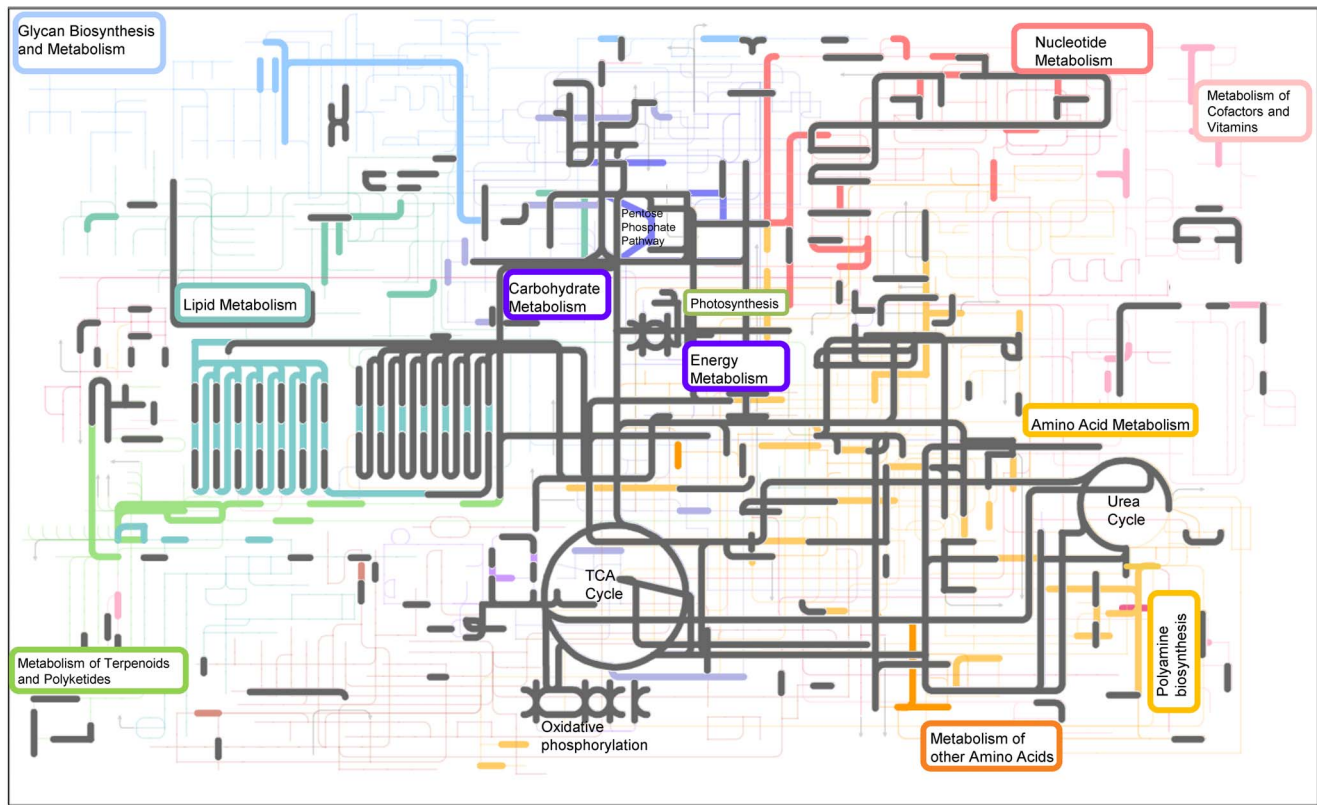 Glycan Biosynthesis
and Metabolism
Nucleotide
Metabolism
Metabolism of
Cofactors and
Vitamins
Pentose
Phosphate
Pathway
Lipid Metabolism
Carbohydrate
Metabolism
Photosynthesis
Energy
Metabolism
Amino Acid Metabolism
Urea
Cycle
TCA
Cycle
Polyamine
biosynthesis
Metabolism of Terpenoids
and Polyketides
Oxidative
phosphorylation
Metabolism of
other Amino Acids